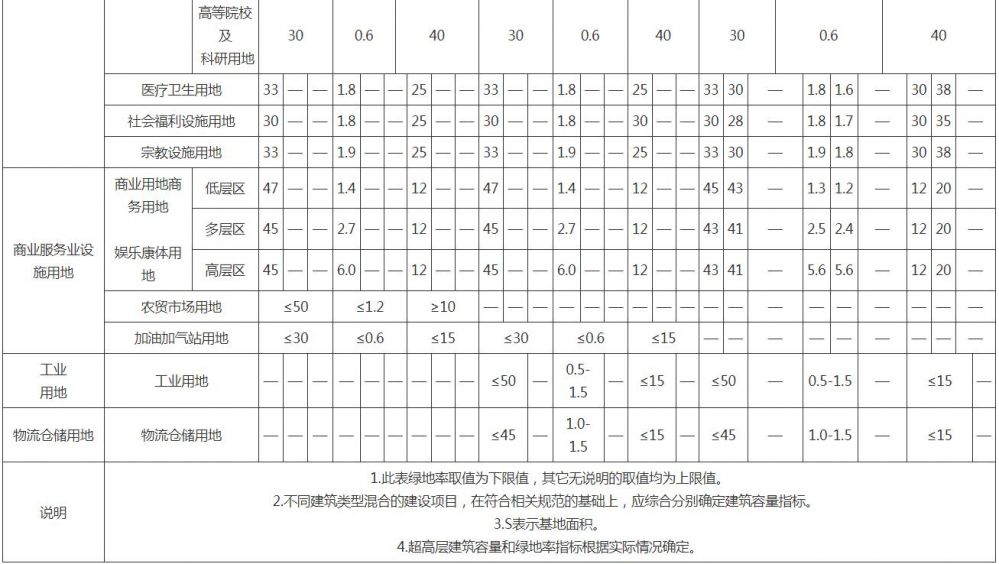 高等院校
及
科研用地 30 0.6 40 30 0.6 40 30 0.6 40
医疗卫生用地 33 — — 1.8 — — 25 — — 33 — — 1.8 — — 25 — — 33 30 — 1.8 1.6 — 30 38 —
社会福利设施用地 30 — — 1.8 — — 25 — — 30 — — 1.8 — — 30 — — 30 28 — 1.8 1.7 — 30 35 —
宗教设施用地 33 — — 1.9 — — 25 — — 33 — — 1.9 — — 25 — — 33 30 — 1.9 1.8 — 30 38 —
商业服务业设
施用地
商业用地商
务用地
娱乐康体用
地
低层区 47 — — 1.4 — — 12 — — 47 — — 1.4 — — 12 — — 45 43 — 1.3 1.2 — 12 20 —
多层区 45 — — 2.7 — — 12 — — 45 — — 2.7 — — 12 — — 43 41 — 2.5 2.4 — 12 20 —
高层区 45 — — 6.0 — — 12 — — 45 — — 6.0 — — 12 — — 43 41 — 5.6 5.6 — 12 20 —
农贸市场用地 ≤50 ≤1.2 ≥10 — — — — — — — — — — — — — — — — — —
加油加气站用地 ≤30 ≤0.6 ≤15 ≤30 ≤0.6 ≤15 — — — — — — — — —
工业
用地
工业用地 — — — — — — — — — ≤50 — 0.5-
1.5 — ≤15 — ≤50 — 0.5-1.5 — ≤15
物流仓储用地 物流仓储用地 — — — — — — — — — ≤45 — 1.0-
1.5 — ≤15 — ≤45 — 1.0-1.5 — ≤15
说明
1.此表绿地率取值为下限值，其它无说明的取值均为上限值。
2.不同建筑类型混合的建设项目，在符合相关规范的基础上，应综合分别确定建筑容量指标。
3.S表示基地面积。
4.超高层建筑容量和绿地率指标根据实际情况确定。